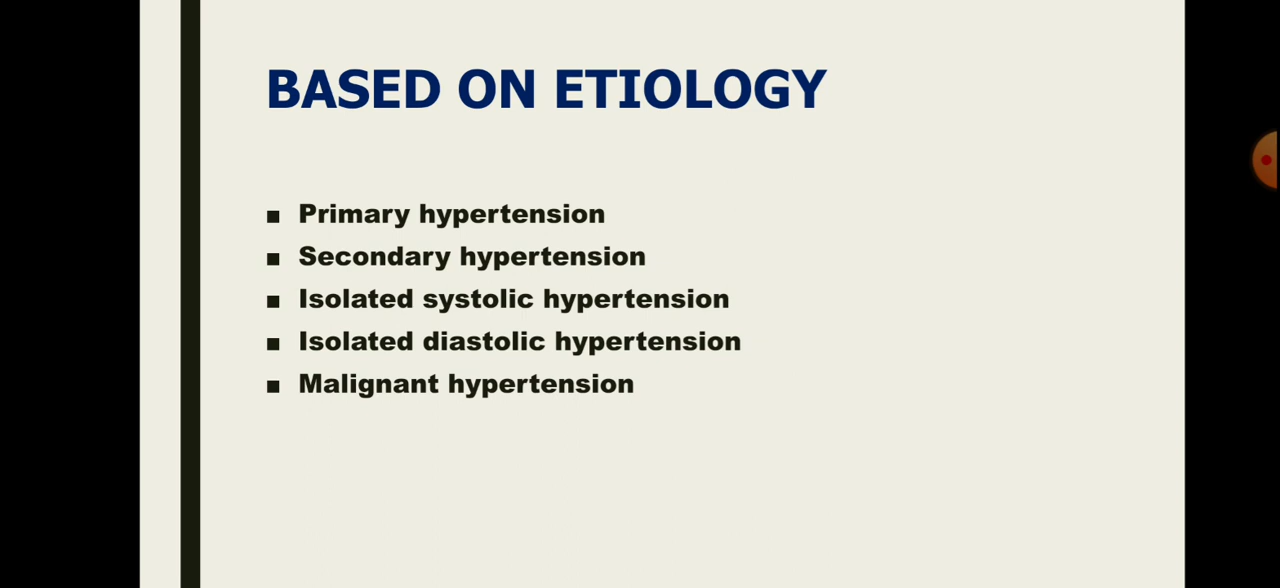 BASED ON ETIOLOGY
■ Primary hypertension
■ Secondary hypertension
■ Isolated systolic hypertension
■ Isolated diastolic hypertension
■ Malignant hypertension